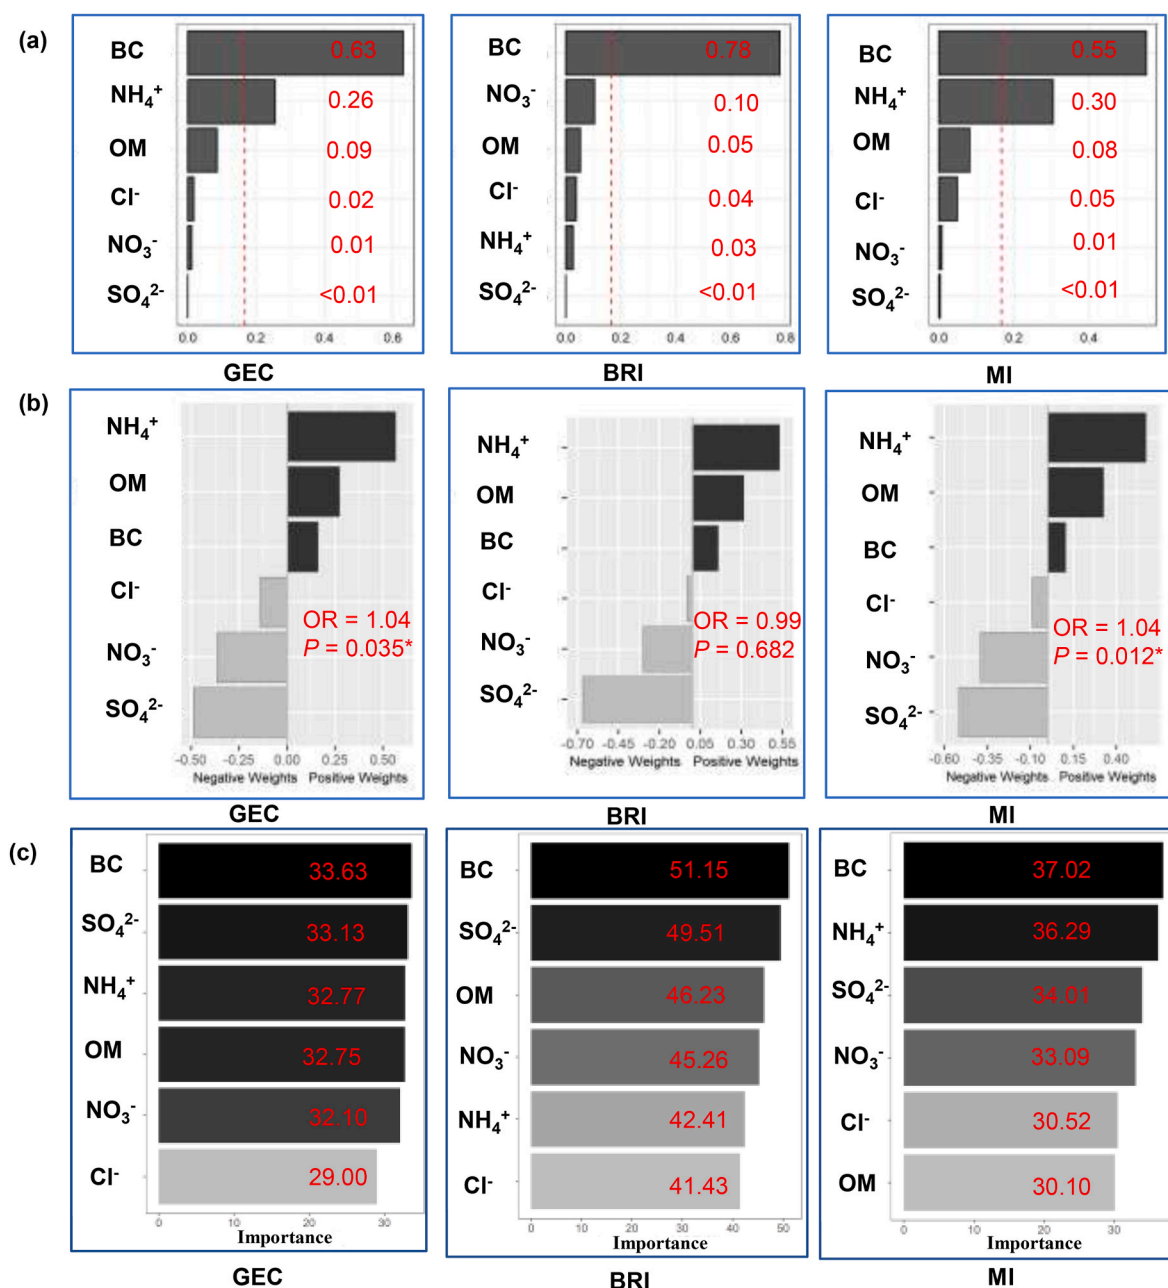 (a)
BC 0.63
NH₄⁺ 0.26
OM 0.09
Cl⁻ 0.02
NO₃⁻ 0.01
SO₄²⁻ <0.01
0.0 0.2 0.4 0.6
GEC
BC 0.78
NO₃⁻ 0.10
OM 0.05
Cl⁻ 0.04
NH₄⁺ 0.03
SO₄²⁻ <0.01
0.0 0.2 0.4 0.6 0.8
BRI
BC 0.55
NH₄⁺ 0.30
OM 0.08
Cl⁻ 0.05
NO₃⁻ 0.01
SO₄²⁻ <0.01
0.0 0.2 0.4
MI
(b)
NH₄⁺
OM
BC
Cl⁻
OR = 1.04
NO₃⁻ P = 0.035*
SO₄²⁻
-0.50 -0.25 0.00 0.25 0.50
Negative Weights Positive Weights
GEC
NH₄⁺
OM
BC
Cl⁻
OR = 0.99
NO₃⁻ P = 0.682
SO₄²⁻
-0.70 -0.45 -0.20 0.05 0.30 0.55
Negative Weights Positive Weights
BRI
NH₄⁺
OM
BC
Cl⁻
OR = 1.04
NO₃⁻ P = 0.012*
SO₄²⁻
-0.60 -0.35 -0.10 0.15 0.40
Negative Weights Positive Weights
MI
(c)
BC 33.63
SO₄²⁻ 33.13
NH₄⁺ 32.77
OM 32.75
NO₃⁻ 32.10
Cl⁻ 29.00
0 10 20 30
Importance
GEC
BC 51.15
SO₄²⁻ 49.51
OM 46.23
NO₃⁻ 45.26
NH₄⁺ 42.41
Cl⁻ 41.43
0 10 20 30 40 50
Importance
BRI
BC 37.02
NH₄⁺ 36.29
SO₄²⁻ 34.01
NO₃⁻ 33.09
Cl⁻ 30.52
OM 30.10
0 10 20 30
Importance
MI